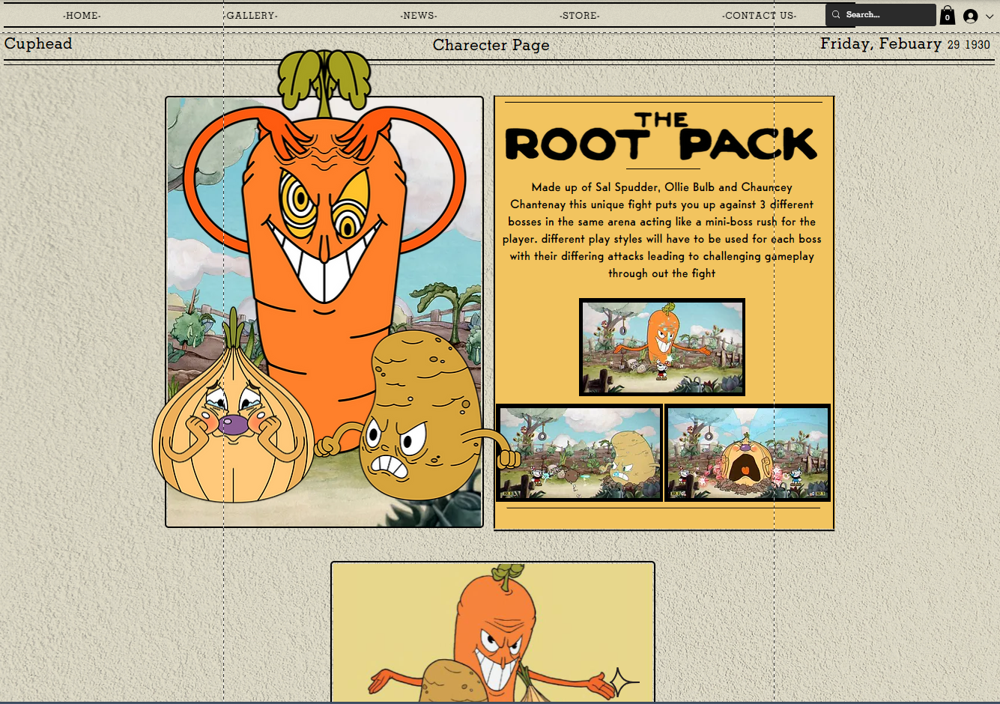 -HOME-
-GALLERY-
-NEWS-
-STORE-
-CONTACT US-
Search...
0
Cuphead
Charecter Page
Friday, Febuary 29 1930
THE
ROOT PACK
Made up of Sal Spudder, Ollie Bulb and Chauncey
Chantenay this unique fight puts you up against 3 different
bosses in the same arena acting like a mini-boss rush for the
player. different play styles will have to be used for each boss
with their differing attacks leading to challenging gameplay
through out the fight